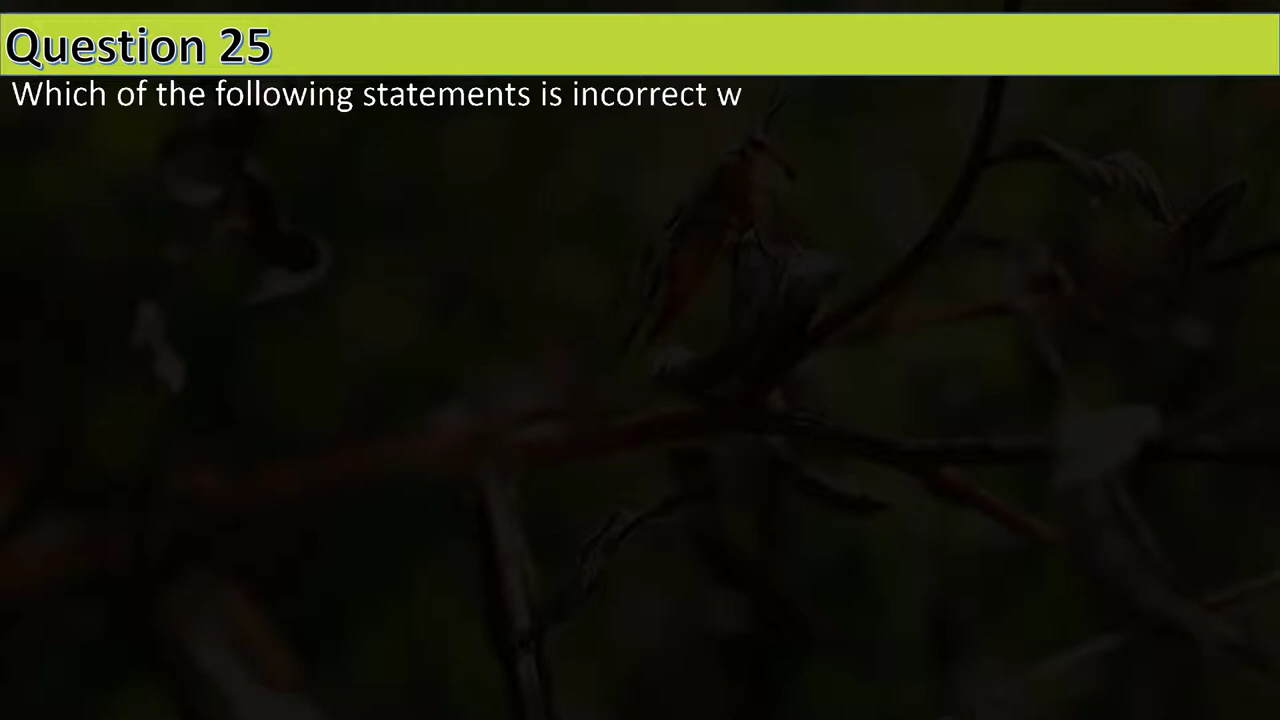 Question 25
Which of the following statements is incorrect w